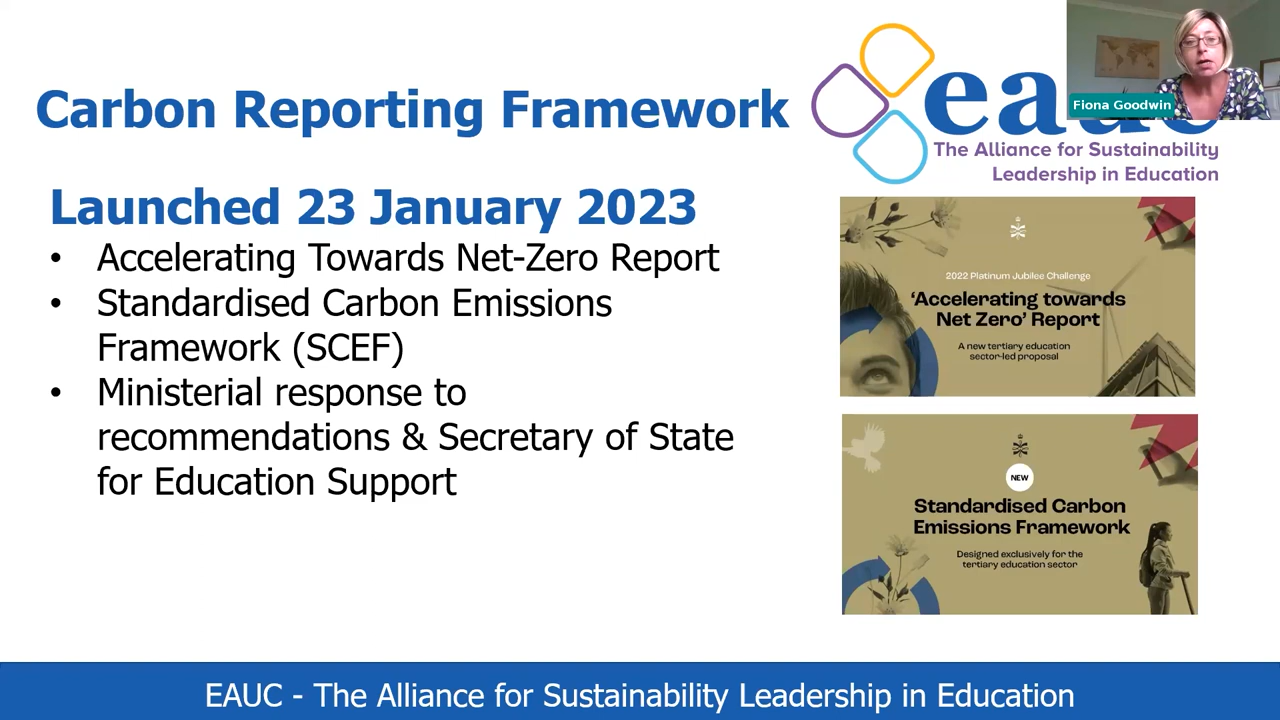 Carbon Reporting Framework
Launched 23 January 2023
• Accelerating Towards Net-Zero Report
• Standardised Carbon Emissions
Framework (SCEF)
• Ministerial response to
recommendations & Secretary of State
for Education Support
eauc
The Alliance for Sustainability
Leadership in Education
Fiona Goodwin
2022 Platinum Jubilee Challenge
‘Accelerating towards
Net Zero’ Report
A new tertiary education
sector-led proposal
NEW
Standardised Carbon
Emissions Framework
Designed exclusively for the
tertiary education sector
EAUC - The Alliance for Sustainability Leadership in Education